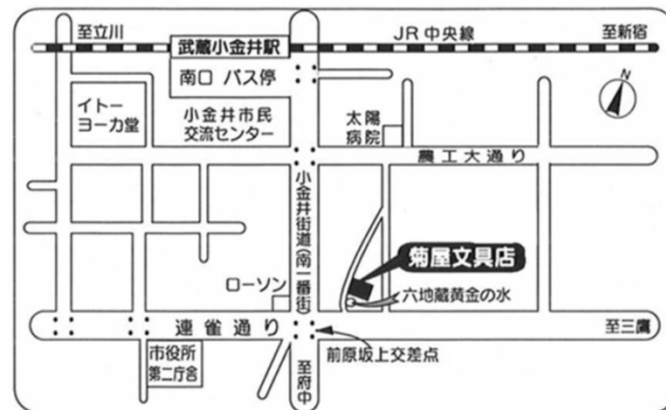 至立川
武蔵小金井駅
JR中央線
至新宿
南口 バス停
N
イトー
ヨーカ堂
小金井市民
交流センター
太陽
病院
農工大通り
小金井街道(南一番街)
菊屋文具店
ローソン
六地蔵黄金の水
連雀通り
至三鷹
市役所
第二庁舎
前原坂上交差点
至府中